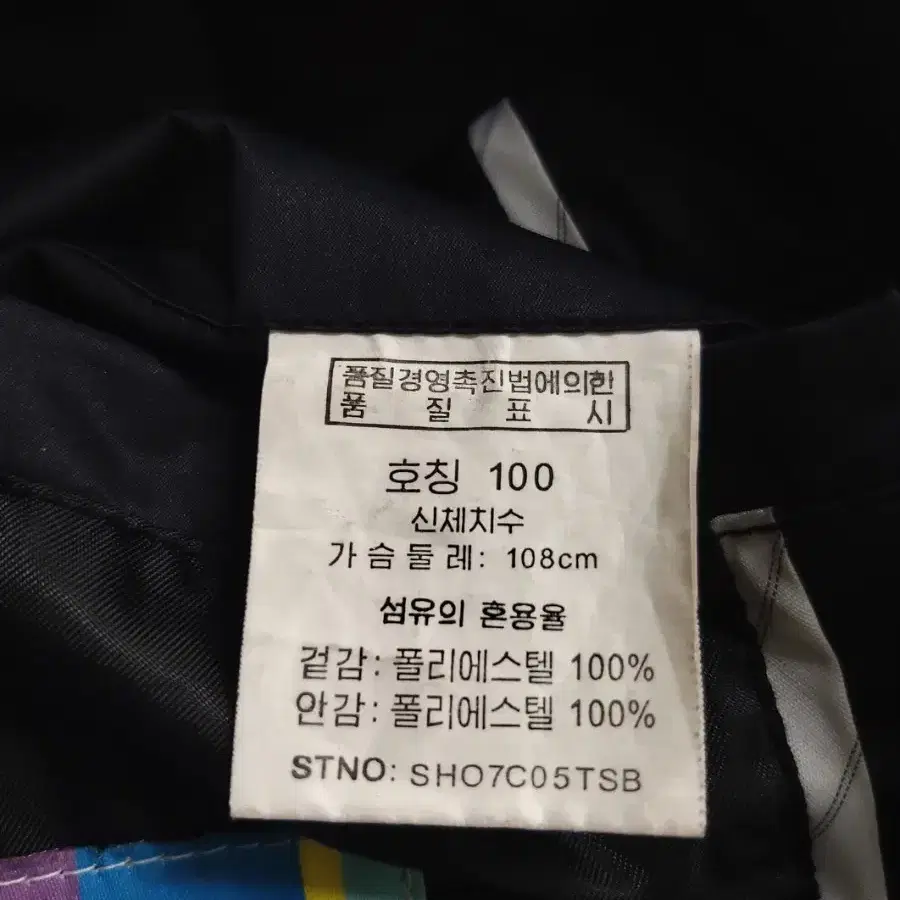 품질경영촉진법에의한
품 질 표 시
호칭 100
신체치수
가 슴 둘 레: 108cm
섬유의 혼용율
겉감: 폴리에스텔 100%
안감: 폴리에스텔 100%
STNO: SHO7C05TSB